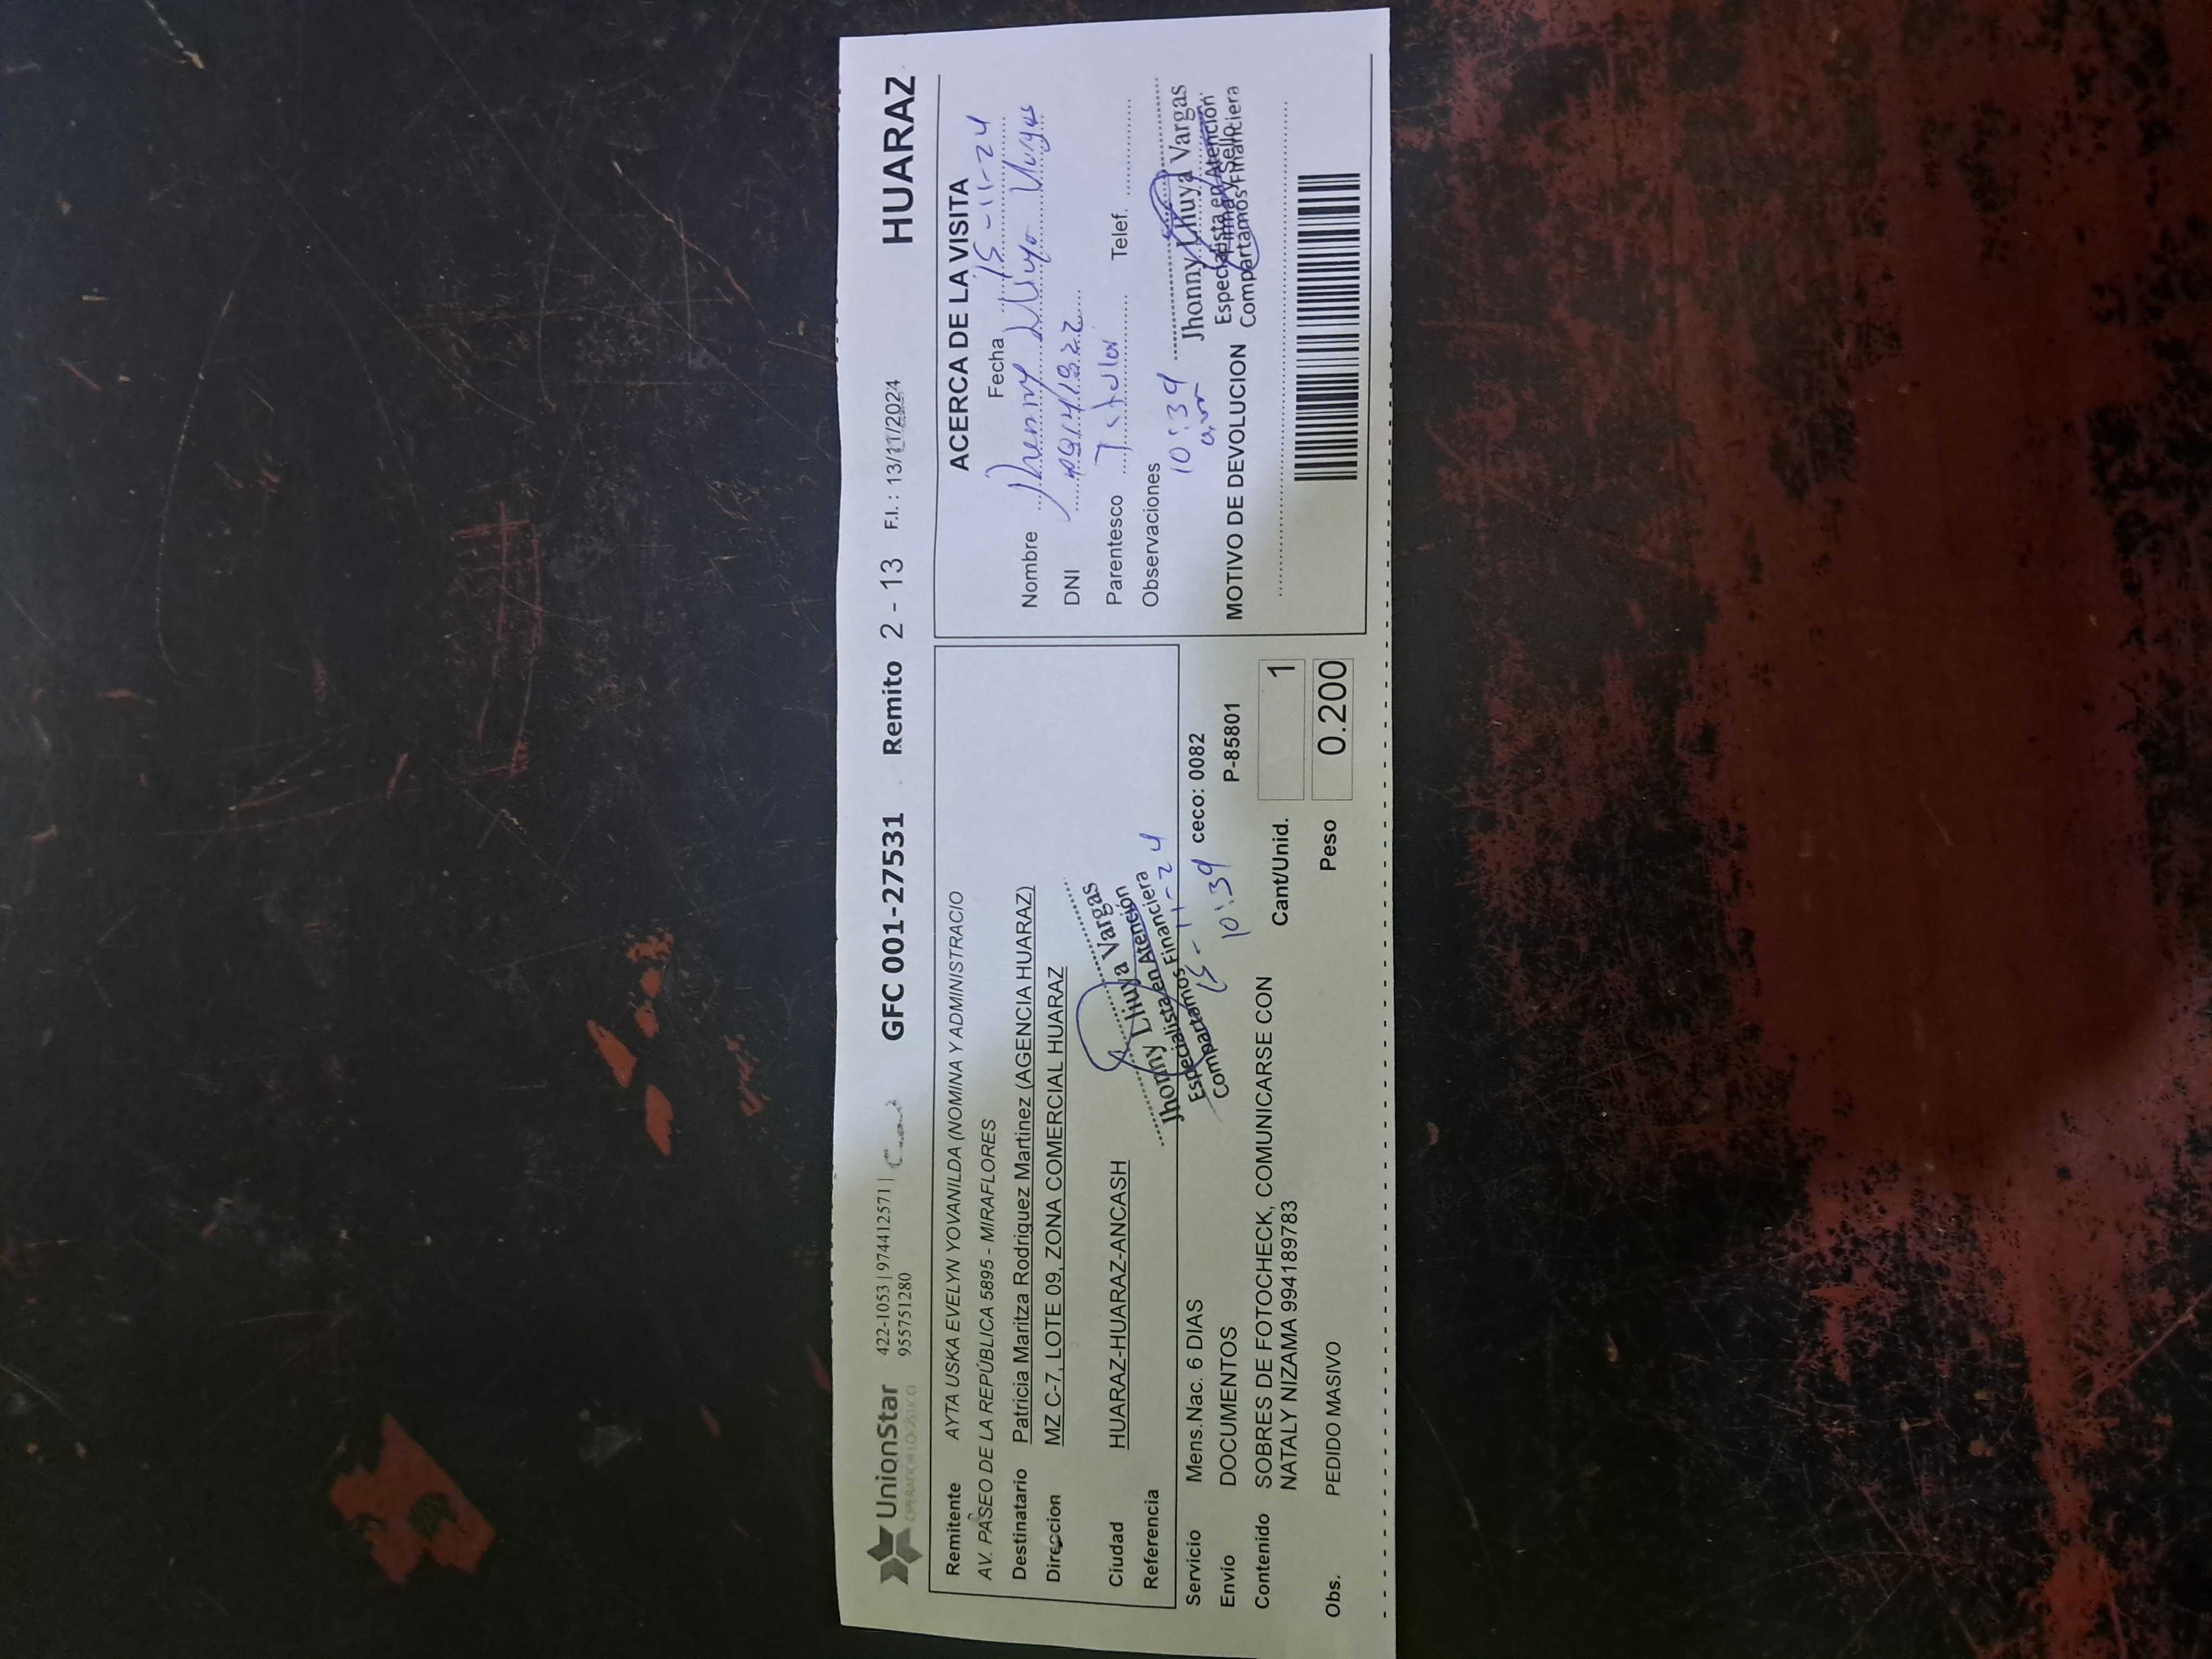 UnionStar
OPERADOR LOGÍSTICO
422-1053 | 974412571 |
955751280
GFC 001-27531 Remito 2 - 13 F.I. : 13/11/2024 HUARAZ
Remitente AYTA USKA EVELYN YOVANILDA (NOMINA Y ADMINISTRACIO
AV. PASEO DE LA REPÚBLICA 5895 - MIRAFLORES
Destinatario Patricia Maritza Rodriquez Martinez (AGENCIA HUARAZ)
Direccion MZ C-7, LOTE 09, ZONA COMERCIAL HUARAZ
Ciudad HUARAZ-HUARAZ-ANCASH
Referencia
Jhonny Lliuya Vargas
Especialista en Atención
Compartamos Financiera
15-11-24
10:39
Servicio Mens.Nac. 6 DIAS ceco: 0082
Envio DOCUMENTOS P-85801
Contenido SOBRES DE FOTOCHECK, COMUNICARSE CON
NATALY NIZAMA 994189783
Cant/Unid. 1
Obs. PEDIDO MASIVO
Peso 0.200
ACERCA DE LA VISITA
Fecha 15-11-24
Nombre Jhonny Lliuya Vargas
DNI
Parentesco Titular Telef.
Observaciones
10:39
a.m
Jhonny Lliuya Vargas
Especialista en Atención
Firma y Sello
Compartamos Financiera
MOTIVO DE DEVOLUCION